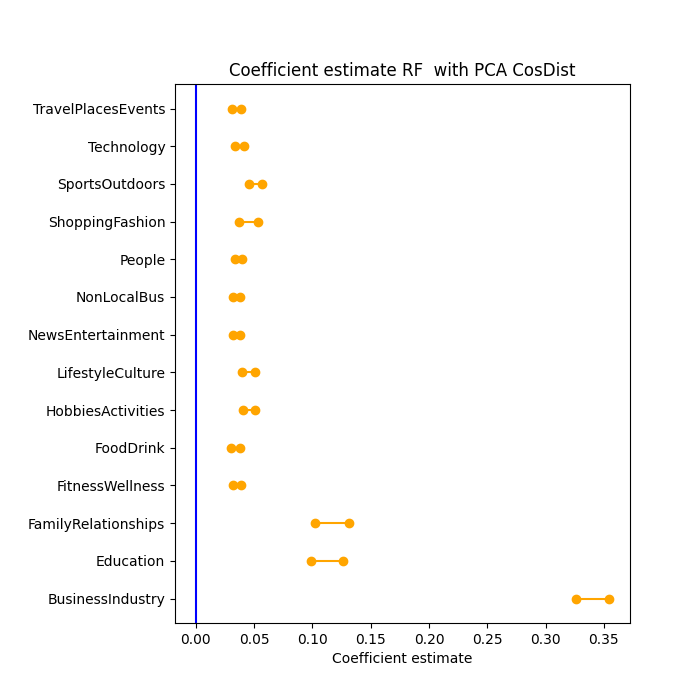 Coefficient estimate RF  with PCA CosDist
TravelPlacesEvents
Technology
SportsOutdoors
ShoppingFashion
People
NonLocalBus
NewsEntertainment
LifestyleCulture
HobbiesActivities
FoodDrink
FitnessWellness
FamilyRelationships
Education
BusinessIndustry
0.00 0.05 0.10 0.15 0.20 0.25 0.30 0.35
Coefficient estimate